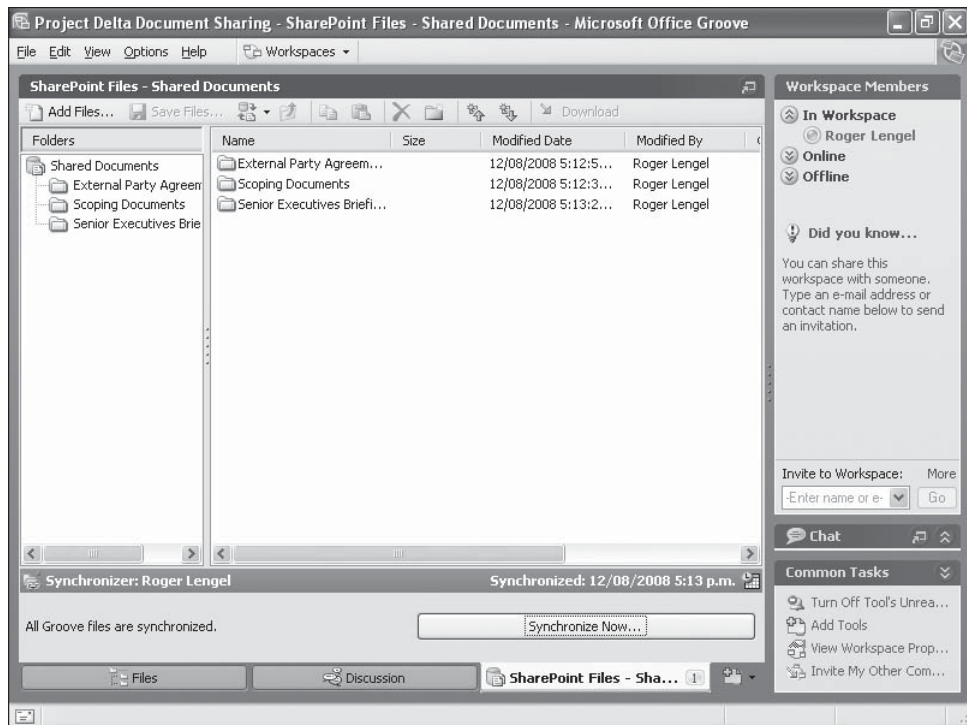 Project Delta Document Sharing - SharePoint Files - Shared Documents - Microsoft Office Groove
File Edit View Options Help Workspaces
SharePoint Files - Shared Documents
Add Files... Save Files... Download
Folders
Shared Documents
External Party Agreem
Scoping Documents
Senior Executives Brie
Name Size Modified Date Modified By
External Party Agreem... 12/08/2008 5:12:5... Roger Lengel
Scoping Documents 12/08/2008 5:12:3... Roger Lengel
Senior Executives Briefi... 12/08/2008 5:13:2... Roger Lengel
Synchronizer: Roger Lengel Synchronized: 12/08/2008 5:13 p.m.
All Groove files are synchronized. Synchronize Now...
Files Discussion SharePoint Files - Sha... 1
Workspace Members
In Workspace
Roger Lengel
Online
Offline
Did you know...
You can share this
workspace with someone.
Type an e-mail address or
contact name below to send
an invitation.
Invite to Workspace: More
-Enter name or e- Go
Chat
Common Tasks
Turn Off Tool's Unrea...
Add Tools
View Workspace Prop...
Invite My Other Com...